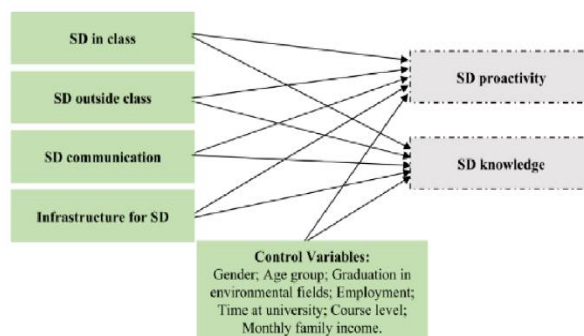 SD in class
SD outside class
SD communication
Infrastructure for SD
SD proactivity
SD knowledge
Control Variables:
Gender; Age group; Graduation in
environmental fields; Employment;
Time at university; Course level;
Monthly family income.